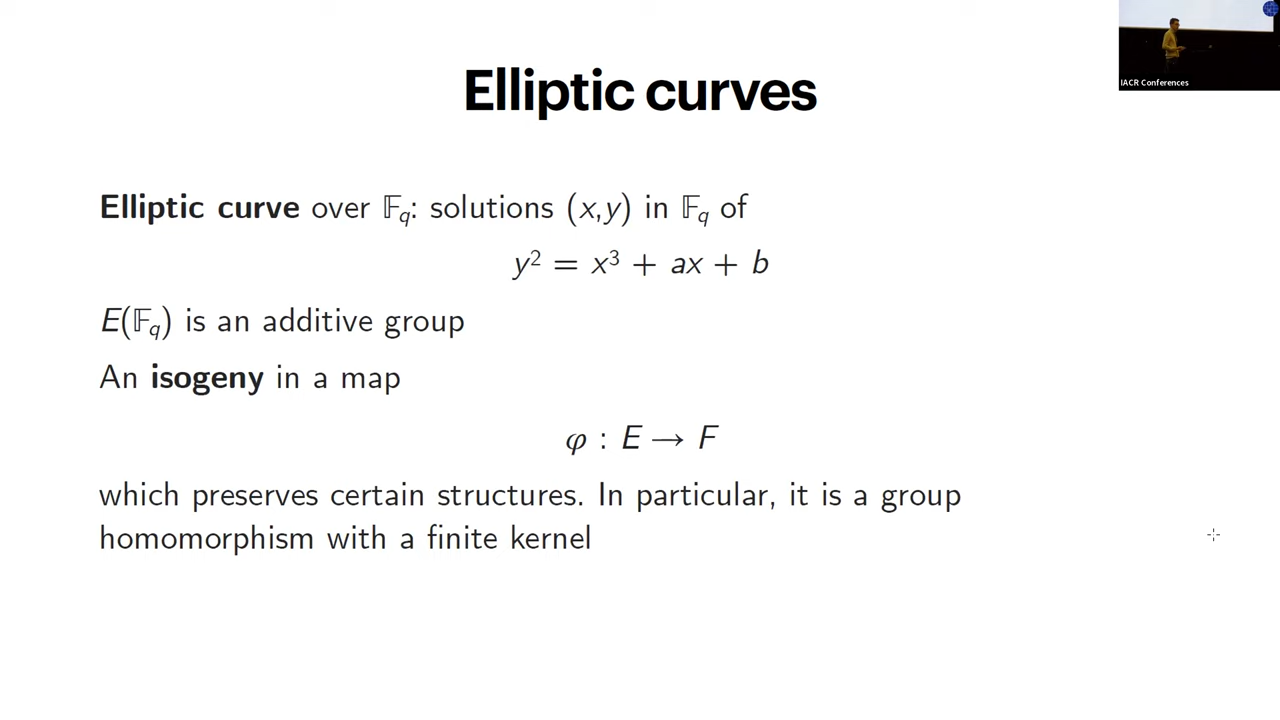 IACR Conferences
Elliptic curves
Elliptic curve over 𝔽q: solutions (x,y) in 𝔽q of
y² = x³ + ax + b
E(𝔽q) is an additive group
An isogeny in a map
φ : E → F
which preserves certain structures. In particular, it is a group
homomorphism with a finite kernel